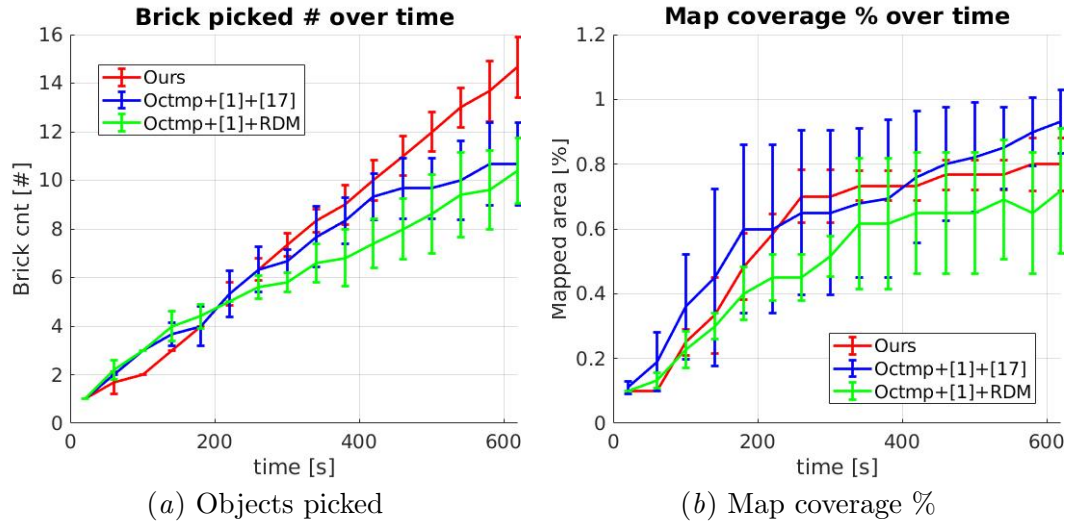 Brick picked # over time
16
14
12
10
8
6
4
2
0
0
200
400
600
Brick cnt [#]
time [s]
Ours
Octmp+[1]+[17]
Octmp+[1]+RDM
(a) Objects picked
Map coverage % over time
1.2
1
0.8
0.6
0.4
0.2
0
0
200
400
600
Mapped area [%]
time [s]
Ours
Octmp+[1]+[17]
Octmp+[1]+RDM
(b) Map coverage %